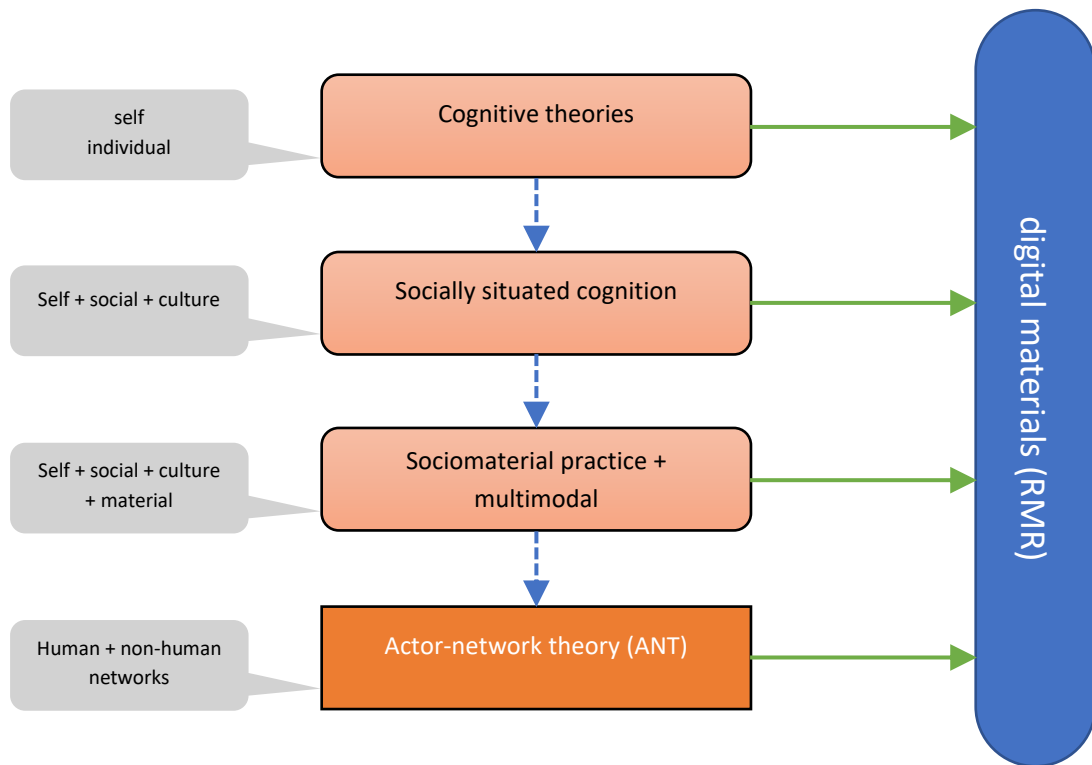 self
individual
Cognitive theories
Self + social + culture
Socially situated cognition
Self + social + culture
+ material
Sociomaterial practice +
multimodal
Human + non-human
networks
Actor-network theory (ANT)
digital materials (RMR)